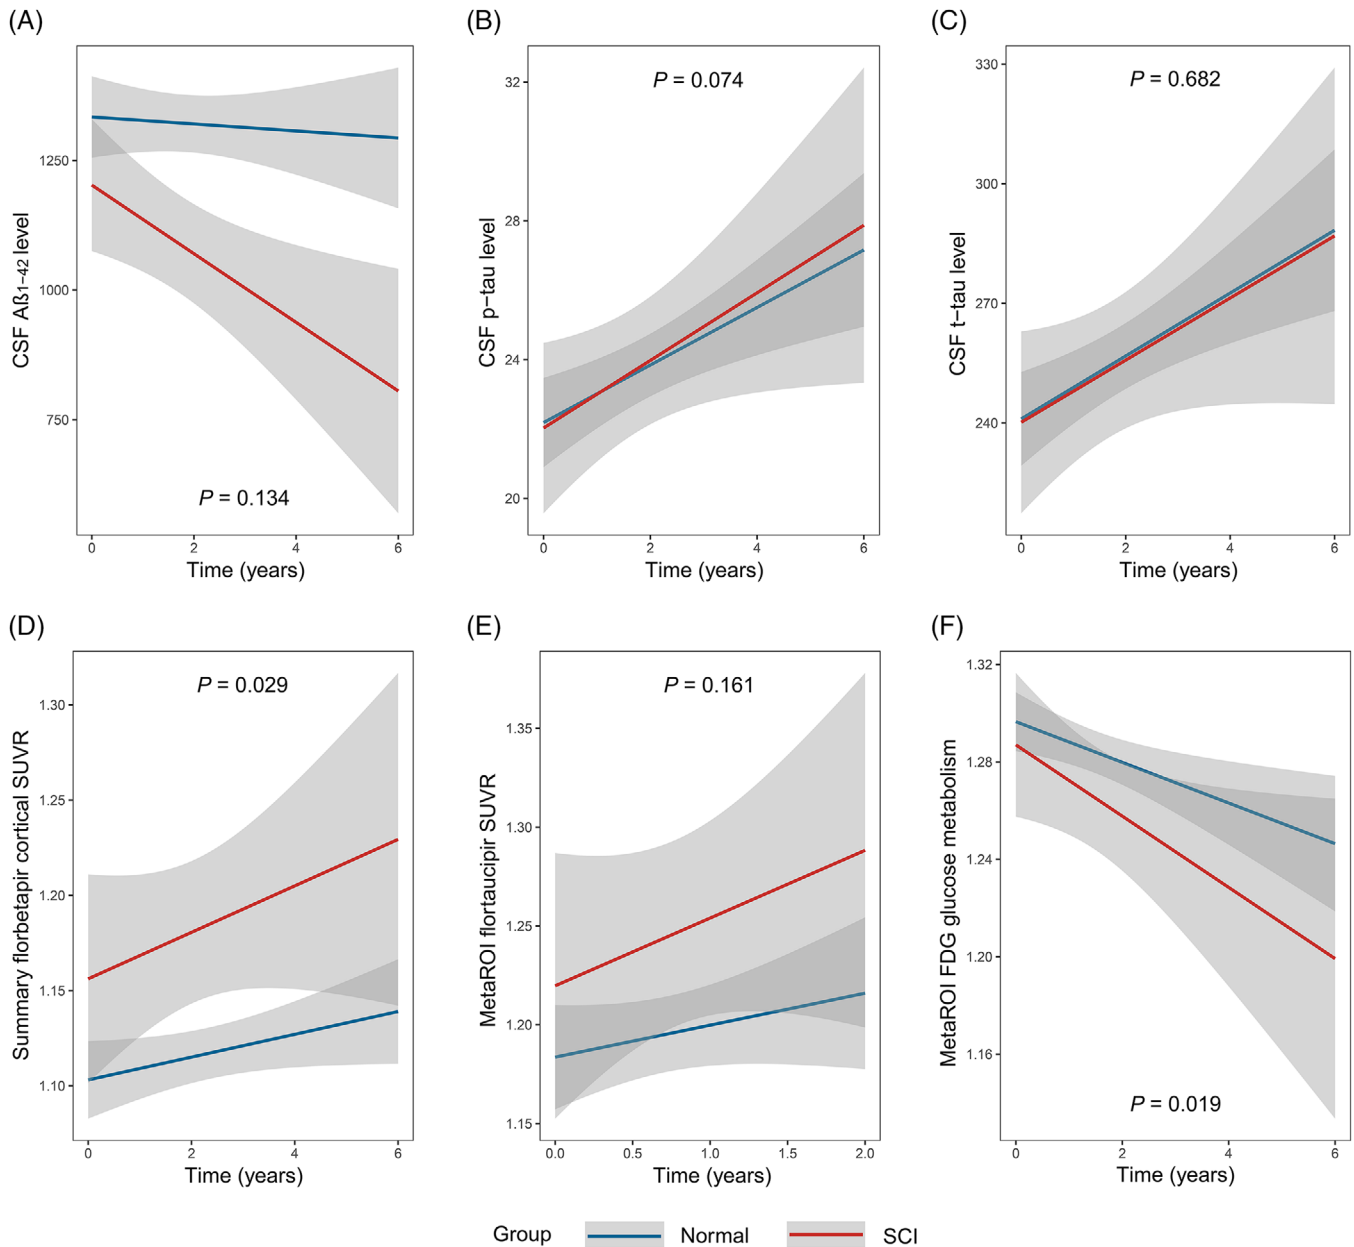 (A)
P = 0.134
CSF Aß1−42 level
1250
1000
750
0 2 4 6
Time (years)
(B)
P = 0.074
CSF p−tau level
32
28
24
20
0 2 4 6
Time (years)
(C)
P = 0.682
CSF t−tau level
330
300
270
240
0 2 4 6
Time (years)
(D)
P = 0.029
Summary florbetapir cortical SUVR
1.30
1.25
1.20
1.15
1.10
0 2 4 6
Time (years)
(E)
P = 0.161
MetaROI flortaucipir SUVR
1.35
1.30
1.25
1.20
1.15
0.0 0.5 1.0 1.5 2.0
Time (years)
(F)
P = 0.019
MetaROI FDG glucose metabolism
1.32
1.28
1.24
1.20
1.16
0 2 4 6
Time (years)
Group Normal SCI